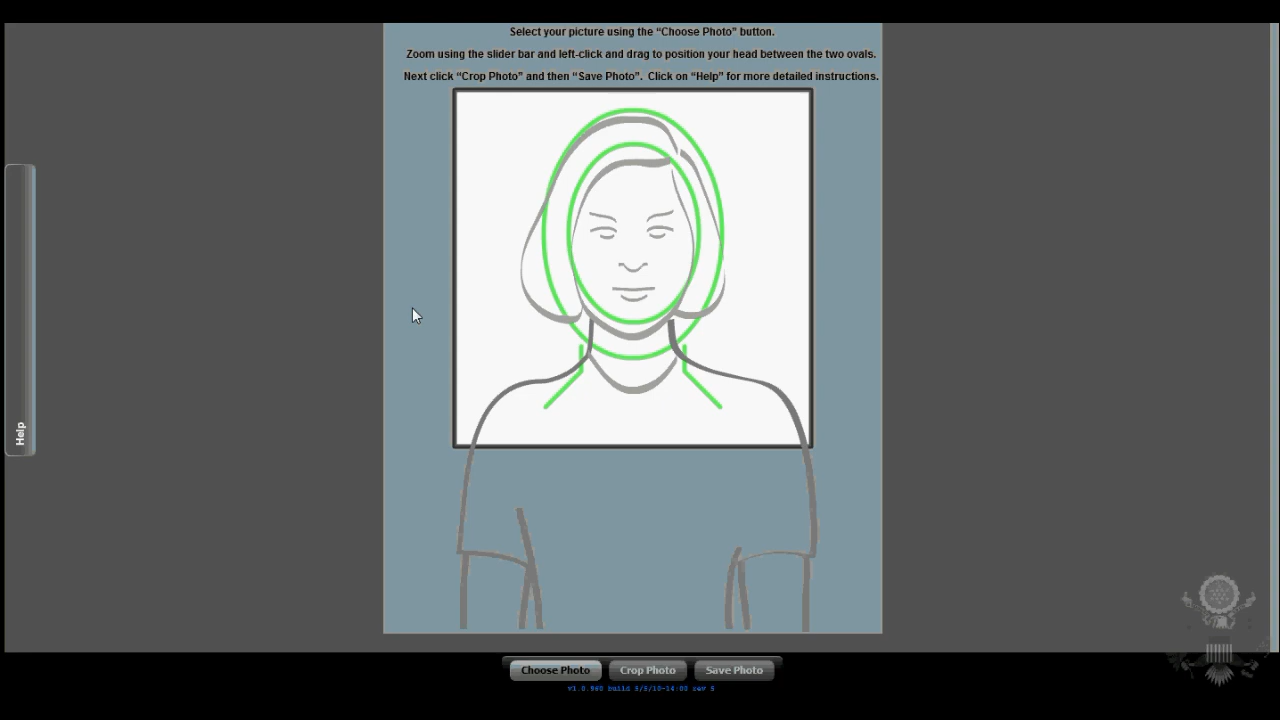 Select your picture using the “Choose Photo” button.
Zoom using the slider bar and left-click and drag to position your head between the two ovals.
Next click “Crop Photo” and then “Save Photo”.  Click on “Help” for more detailed instructions.
Help
Choose Photo
Crop Photo
Save Photo